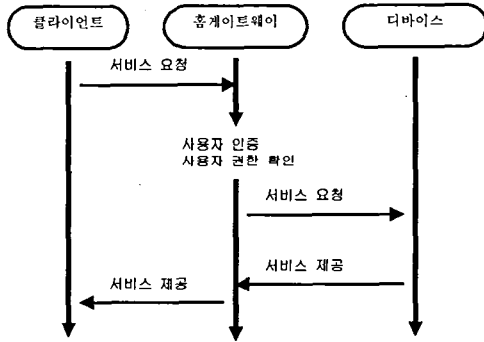 클라이언트
홈게이트웨이
디바이스
서비스 요청
사용자 인증
사용자 권한 확인
서비스 요청
서비스 제공
서비스 제공